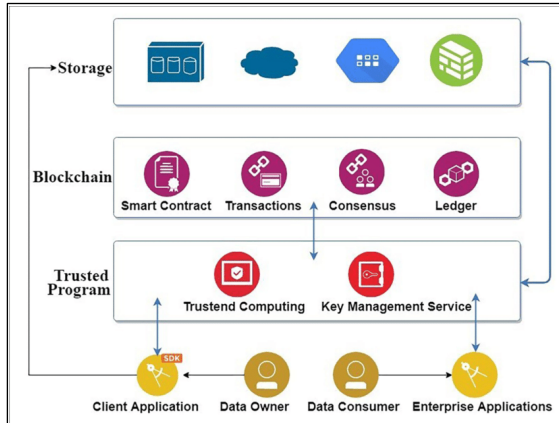 Storage
Blockchain
Smart Contract Transactions Consensus Ledger
Trusted
Program
Trustend Computing Key Management Service
SDK
Client Application Data Owner Data Consumer Enterprise Applications